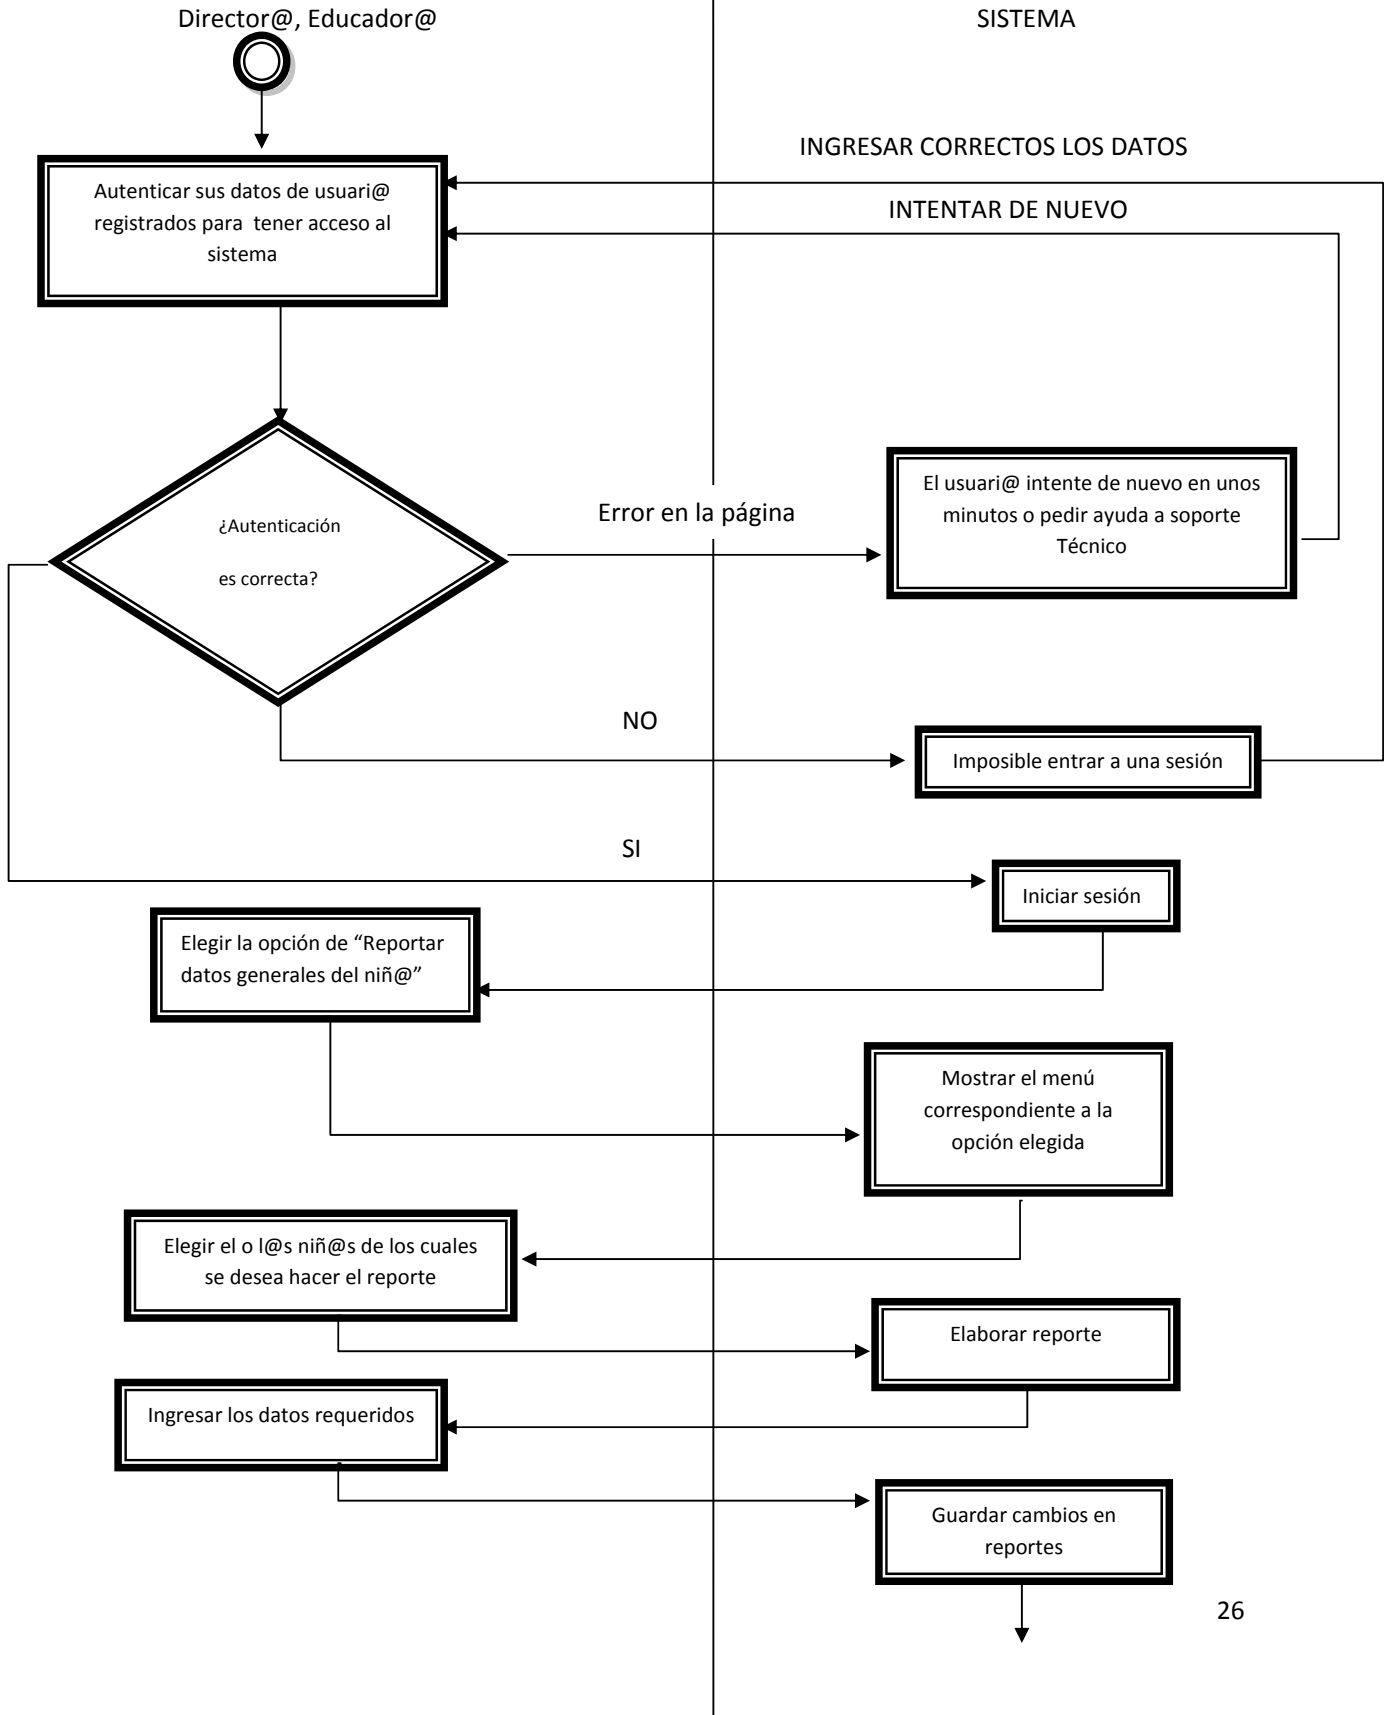 Director@, Educador@
SISTEMA
INGRESAR CORRECTOS LOS DATOS
Autenticar sus datos de usuari@
registrados para  tener acceso al
sistema
INTENTAR DE NUEVO
El usuari@ intente de nuevo en unos
minutos o pedir ayuda a soporte
Técnico
Error en la página
¿Autenticación
es correcta?
NO
Imposible entrar a una sesión
SI
Iniciar sesión
Elegir la opción de “Reportar
datos generales del niñ@”
Mostrar el menú
correspondiente a la
opción elegida
Elegir el o l@s niñ@s de los cuales
se desea hacer el reporte
Elaborar reporte
Ingresar los datos requeridos
Guardar cambios en
reportes
26